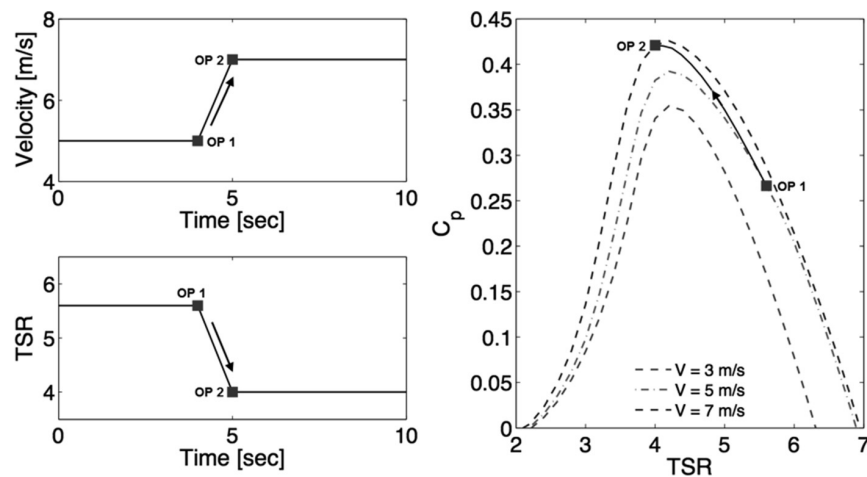 8
6
4
Velocity [m/s]
OP 2
OP 1
0
5
10
Time [sec]
6
5
4
TSR
OP 1
OP 2
0
5
10
Time [sec]
0.45
0.4
0.35
0.3
0.25
0.2
0.15
0.1
0.05
0
Cp
OP 2
OP 1
V = 3 m/s
V = 5 m/s
V = 7 m/s
2
3
4
5
6
7
TSR